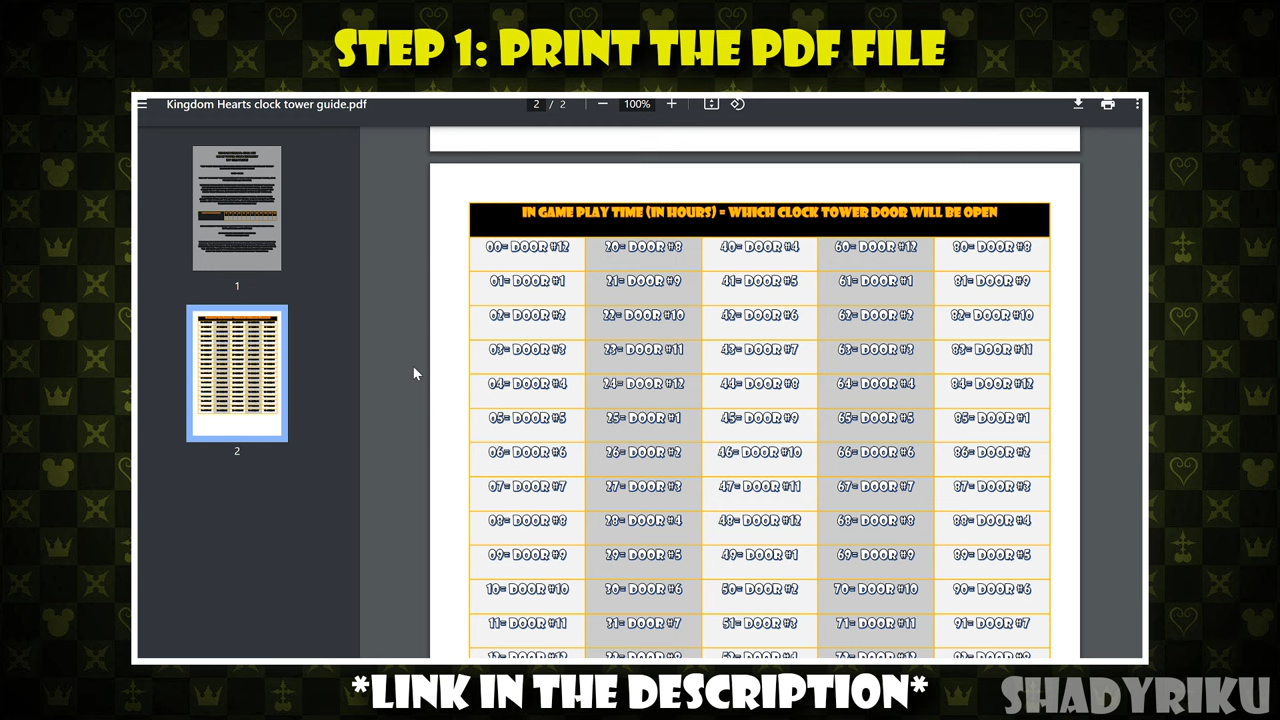 STEP 1: PRINT THE PDF FILE
Kingdom Hearts clock tower guide.pdf
2 / 2
100%
1
2
IN GAME PLAY TIME (IN HOURS) = WHICH CLOCK TOWER DOOR WILL BE OPEN
00= DOOR #12 20= DOOR #8 40= DOOR #4 60= DOOR #12 80= DOOR #8
01= DOOR #1 21= DOOR #9 41= DOOR #5 61= DOOR #1 81= DOOR #9
02= DOOR #2 22= DOOR #10 42= DOOR #6 62= DOOR #2 82= DOOR #10
03= DOOR #3 23= DOOR #11 43= DOOR #7 63= DOOR #3 83= DOOR #11
04= DOOR #4 24= DOOR #12 44= DOOR #8 64= DOOR #4 84= DOOR #12
05= DOOR #5 25= DOOR #1 45= DOOR #9 65= DOOR #5 85= DOOR #1
06= DOOR #6 26= DOOR #2 46= DOOR #10 66= DOOR #6 86= DOOR #2
07= DOOR #7 27= DOOR #3 47= DOOR #11 67= DOOR #7 87= DOOR #3
08= DOOR #8 28= DOOR #4 48= DOOR #12 68= DOOR #8 88= DOOR #4
09= DOOR #9 29= DOOR #5 49= DOOR #1 69= DOOR #9 89= DOOR #5
10= DOOR #10 30= DOOR #6 50= DOOR #2 70= DOOR #10 90= DOOR #6
11= DOOR #11 31= DOOR #7 51= DOOR #3 71= DOOR #11 91= DOOR #7
*LINK IN THE DESCRIPTION*
SHADYRIKU